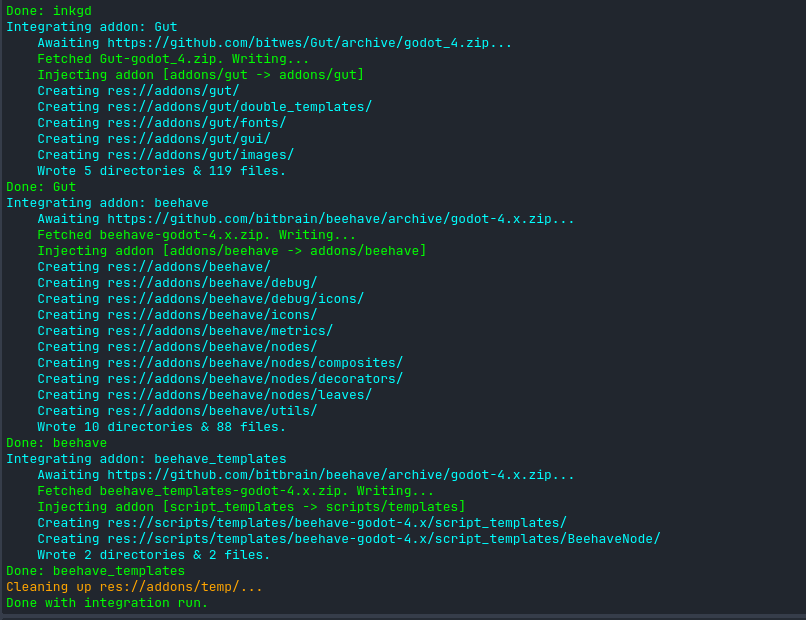 Done: inkgd
Integrating addon: Gut
    Awaiting https://github.com/bitwes/Gut/archive/godot_4.zip...
    Fetched Gut-godot_4.zip. Writing...
    Injecting addon [addons/gut -> addons/gut]
    Creating res://addons/gut/
    Creating res://addons/gut/double_templates/
    Creating res://addons/gut/fonts/
    Creating res://addons/gut/gui/
    Creating res://addons/gut/images/
    Wrote 5 directories & 119 files.
Done: Gut
Integrating addon: beehave
    Awaiting https://github.com/bitbrain/beehave/archive/godot-4.x.zip...
    Fetched beehave-godot-4.x.zip. Writing...
    Injecting addon [addons/beehave -> addons/beehave]
    Creating res://addons/beehave/
    Creating res://addons/beehave/debug/
    Creating res://addons/beehave/debug/icons/
    Creating res://addons/beehave/icons/
    Creating res://addons/beehave/metrics/
    Creating res://addons/beehave/nodes/
    Creating res://addons/beehave/nodes/composites/
    Creating res://addons/beehave/nodes/decorators/
    Creating res://addons/beehave/nodes/leaves/
    Creating res://addons/beehave/utils/
    Wrote 10 directories & 88 files.
Done: beehave
Integrating addon: beehave_templates
    Awaiting https://github.com/bitbrain/beehave/archive/godot-4.x.zip...
    Fetched beehave_templates-godot-4.x.zip. Writing...
    Injecting addon [script_templates -> scripts/templates]
    Creating res://scripts/templates/beehave-godot-4.x/script_templates/
    Creating res://scripts/templates/beehave-godot-4.x/script_templates/BeehaveNode/
    Wrote 2 directories & 2 files.
Done: beehave_templates
Cleaning up res://addons/temp/...
Done with integration run.